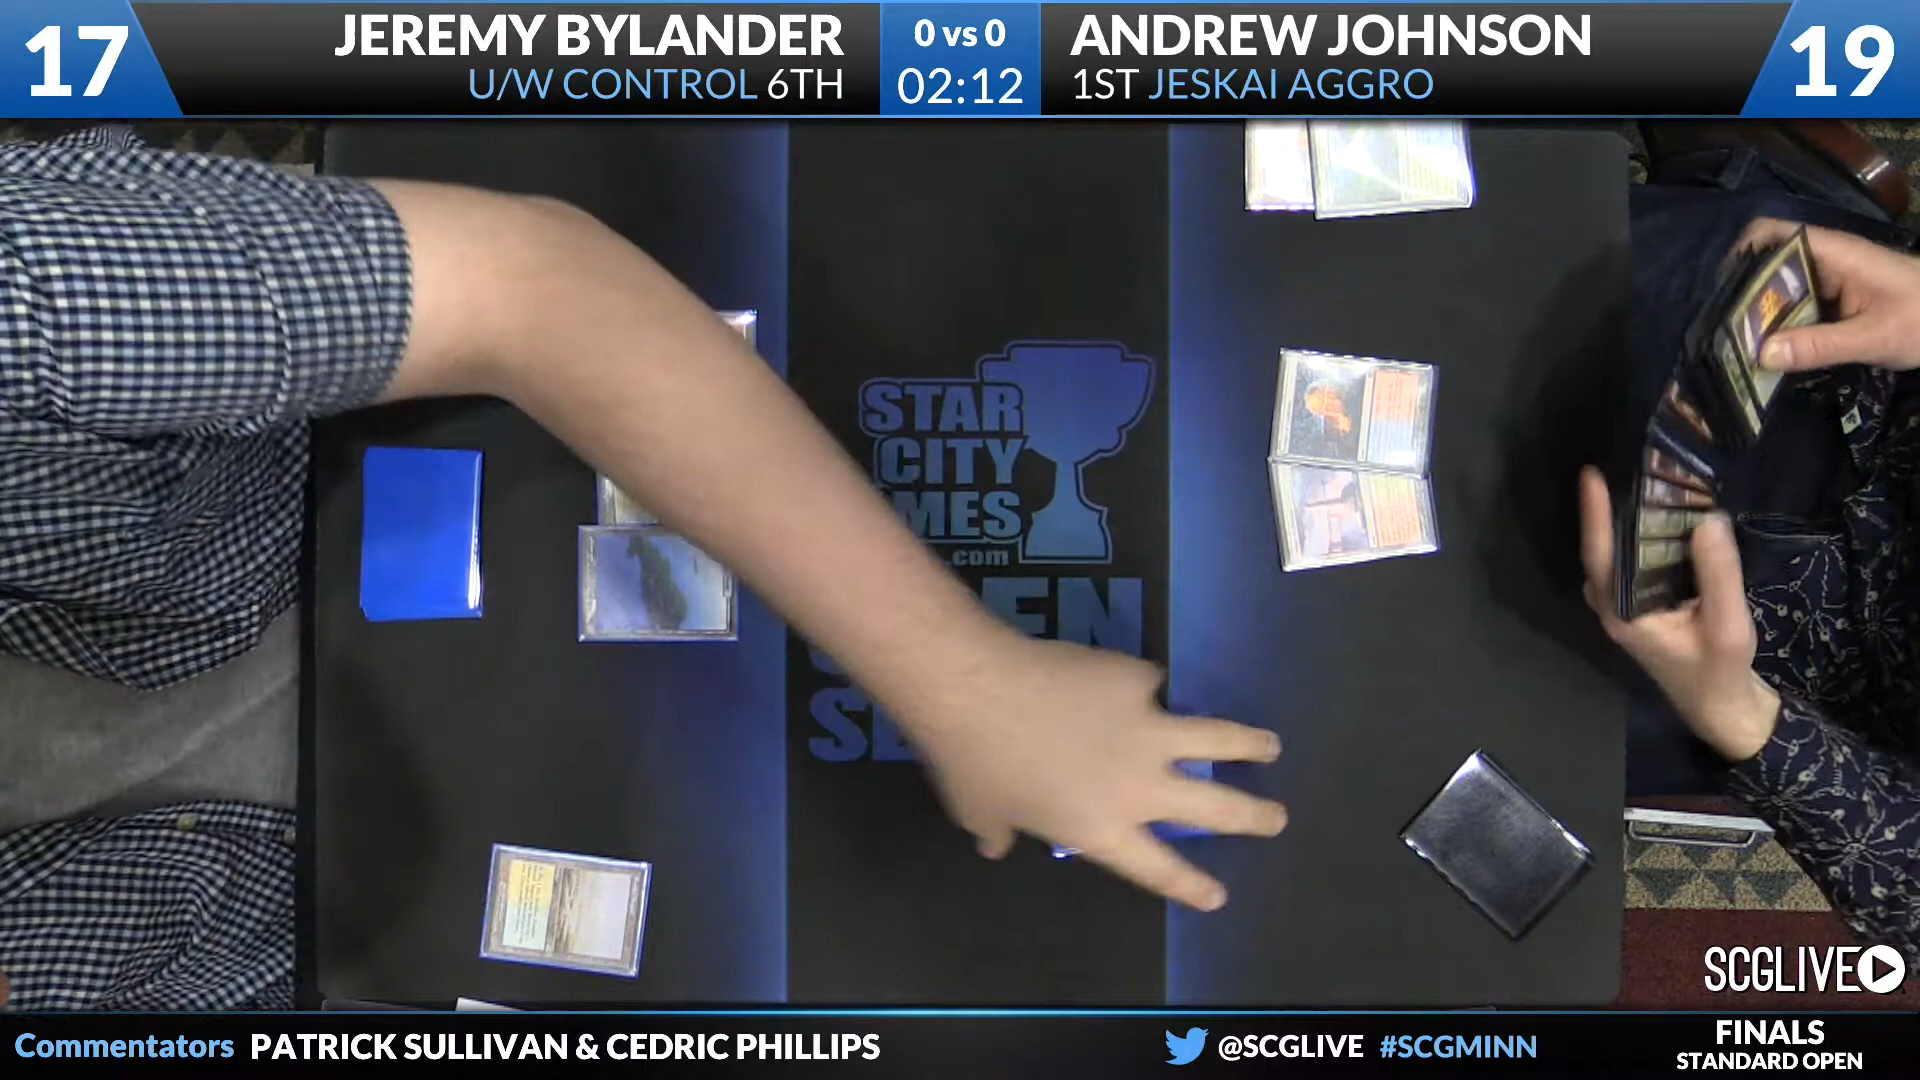 17
JEREMY BYLANDER
U/W CONTROL 6TH
0 vs 0
02:12
ANDREW JOHNSON
1ST JESKAI AGGRO
19
STAR
CITY
.com
SCGLIVE
Commentators PATRICK SULLIVAN & CEDRIC PHILLIPS
@SCGLIVE #SCGMINN
FINALS
STANDARD OPEN